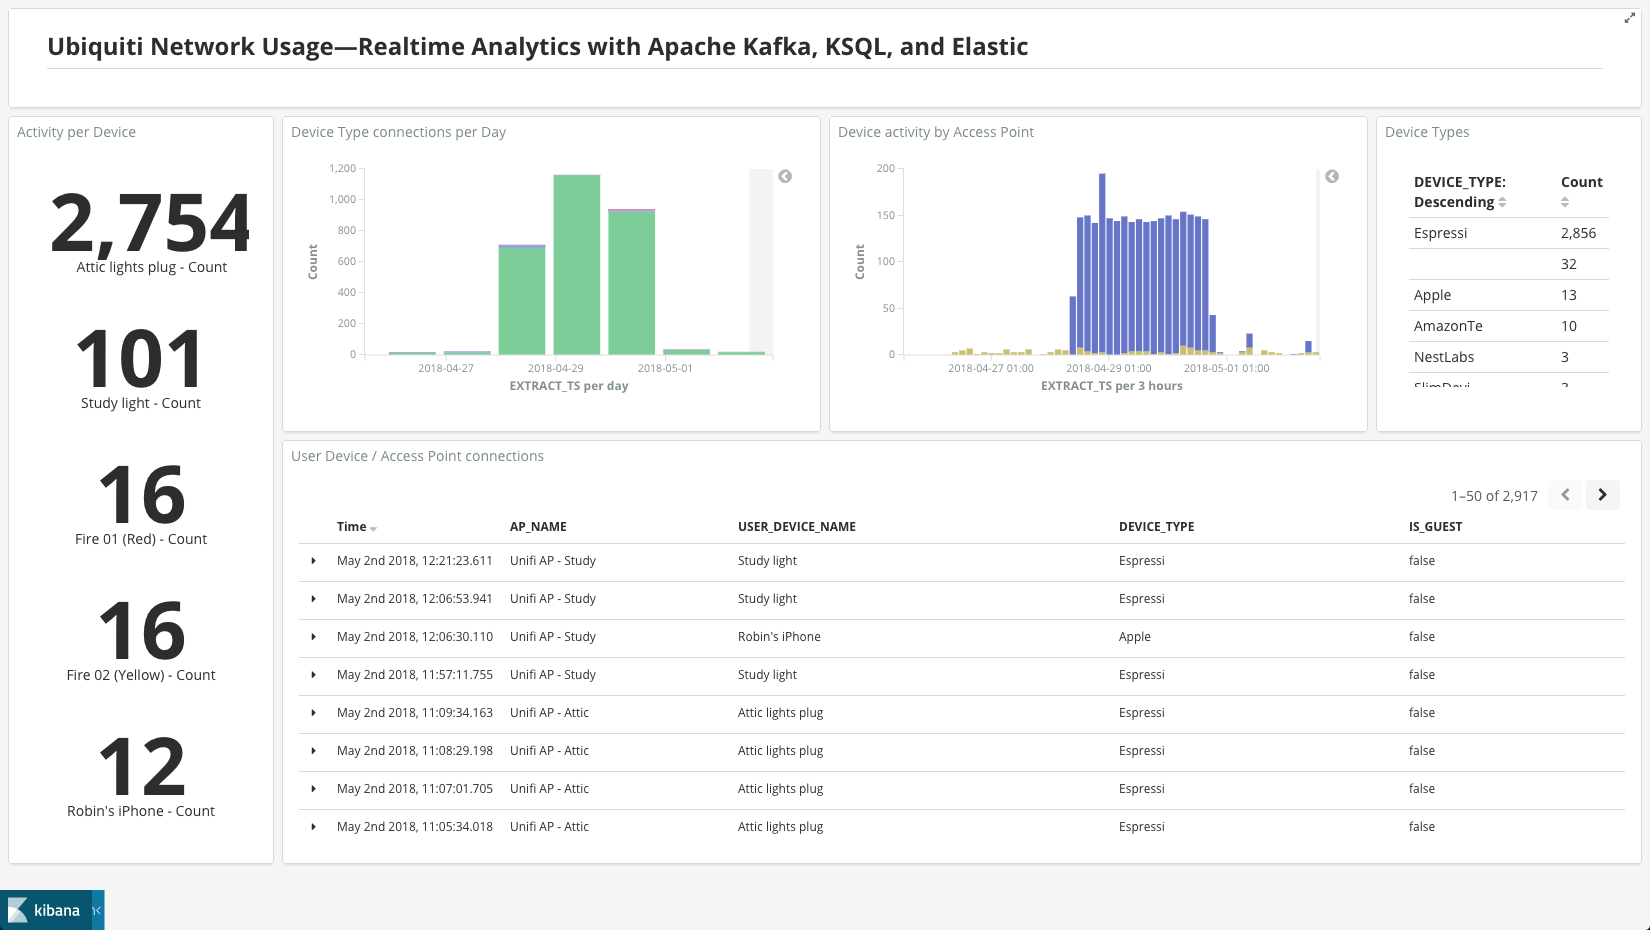 Ubiquiti Network Usage—Realtime Analytics with Apache Kafka, KSQL, and Elastic
Activity per Device
2,754
Attic lights plug - Count
101
Study light - Count
16
Fire 01 (Red) - Count
16
Fire 02 (Yellow) - Count
12
Robin's iPhone - Count
Device Type connections per Day
1,200
1,000
800
600
400
200
0
Count
2018-04-27 2018-04-29 2018-05-01
EXTRACT_TS per day
Device activity by Access Point
200
150
100
50
0
Count
2018-04-27 01:00 2018-04-29 01:00 2018-05-01 01:00
EXTRACT_TS per 3 hours
Device Types
DEVICE_TYPE: Count
Descending
Espressi 2,856
32
Apple 13
AmazonTe 10
NestLabs 3
SlimDevi 3
User Device / Access Point connections
1–50 of 2,917
Time AP_NAME USER_DEVICE_NAME DEVICE_TYPE IS_GUEST
May 2nd 2018, 12:21:23.611 Unifi AP - Study Study light Espressi false
May 2nd 2018, 12:06:53.941 Unifi AP - Study Study light Espressi false
May 2nd 2018, 12:06:30.110 Unifi AP - Study Robin's iPhone Apple false
May 2nd 2018, 11:57:11.755 Unifi AP - Study Study light Espressi false
May 2nd 2018, 11:09:34.163 Unifi AP - Attic Attic lights plug Espressi false
May 2nd 2018, 11:08:29.198 Unifi AP - Attic Attic lights plug Espressi false
May 2nd 2018, 11:07:01.705 Unifi AP - Attic Attic lights plug Espressi false
May 2nd 2018, 11:05:34.018 Unifi AP - Attic Attic lights plug Espressi false
kibana